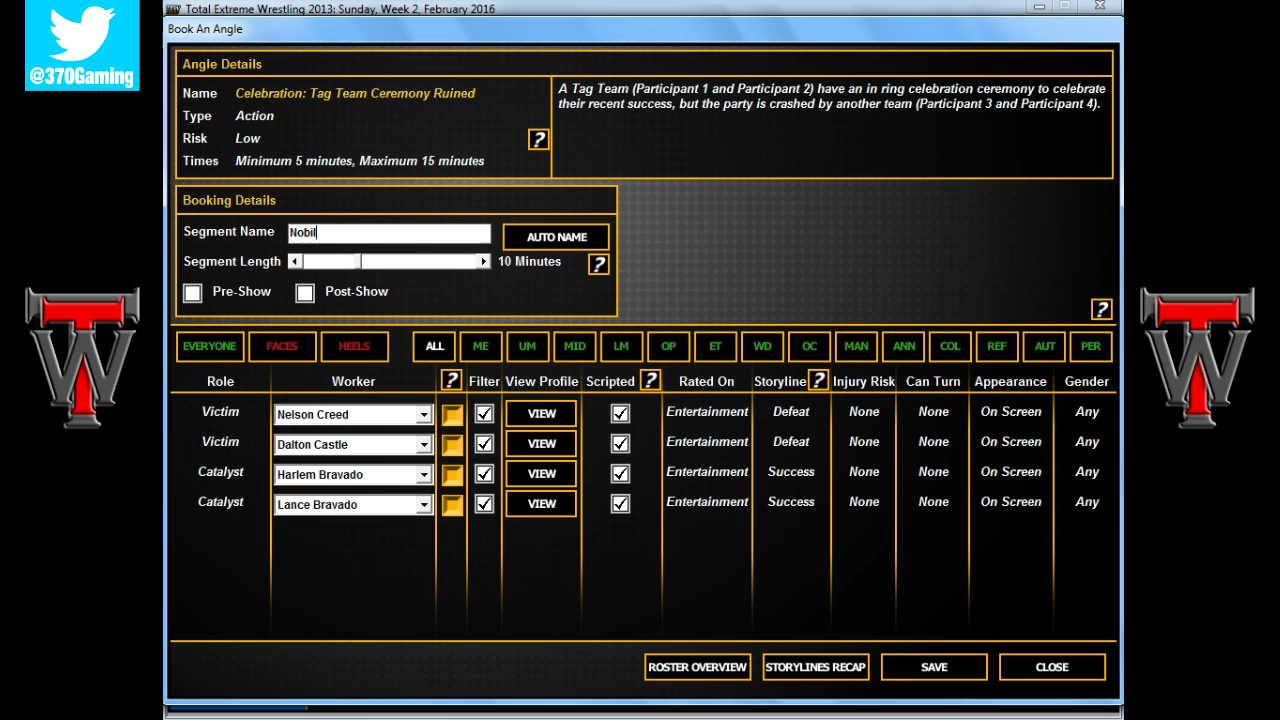 Total Extreme Wrestling 2013: Sunday, Week 2, February 2016
Book An Angle
@370Gaming
Angle Details
Name Celebration: Tag Team Ceremony Ruined
Type Action
Risk Low
Times Minimum 5 minutes, Maximum 15 minutes
?
A Tag Team (Participant 1 and Participant 2) have an in ring celebration ceremony to celebrate
their recent success, but the party is crashed by another team (Participant 3 and Participant 4).
Booking Details
Segment Name Nobil AUTO NAME
Segment Length 10 Minutes ?
Pre-Show Post-Show
?
EVERYONE FACES HEELS ALL ME UM MID LM OP ET WD OC MAN ANN COL REF AUT PER
Role Worker ? Filter View Profile Scripted ? Rated On Storyline ? Injury Risk Can Turn Appearance Gender
Victim Nelson Creed VIEW Entertainment Defeat None None On Screen Any
Victim Dalton Castle VIEW Entertainment Defeat None None On Screen Any
Catalyst Harlem Bravado VIEW Entertainment Success None None On Screen Any
Catalyst Lance Bravado VIEW Entertainment Success None None On Screen Any
ROSTER OVERVIEW STORYLINES RECAP SAVE CLOSE
TW
TW